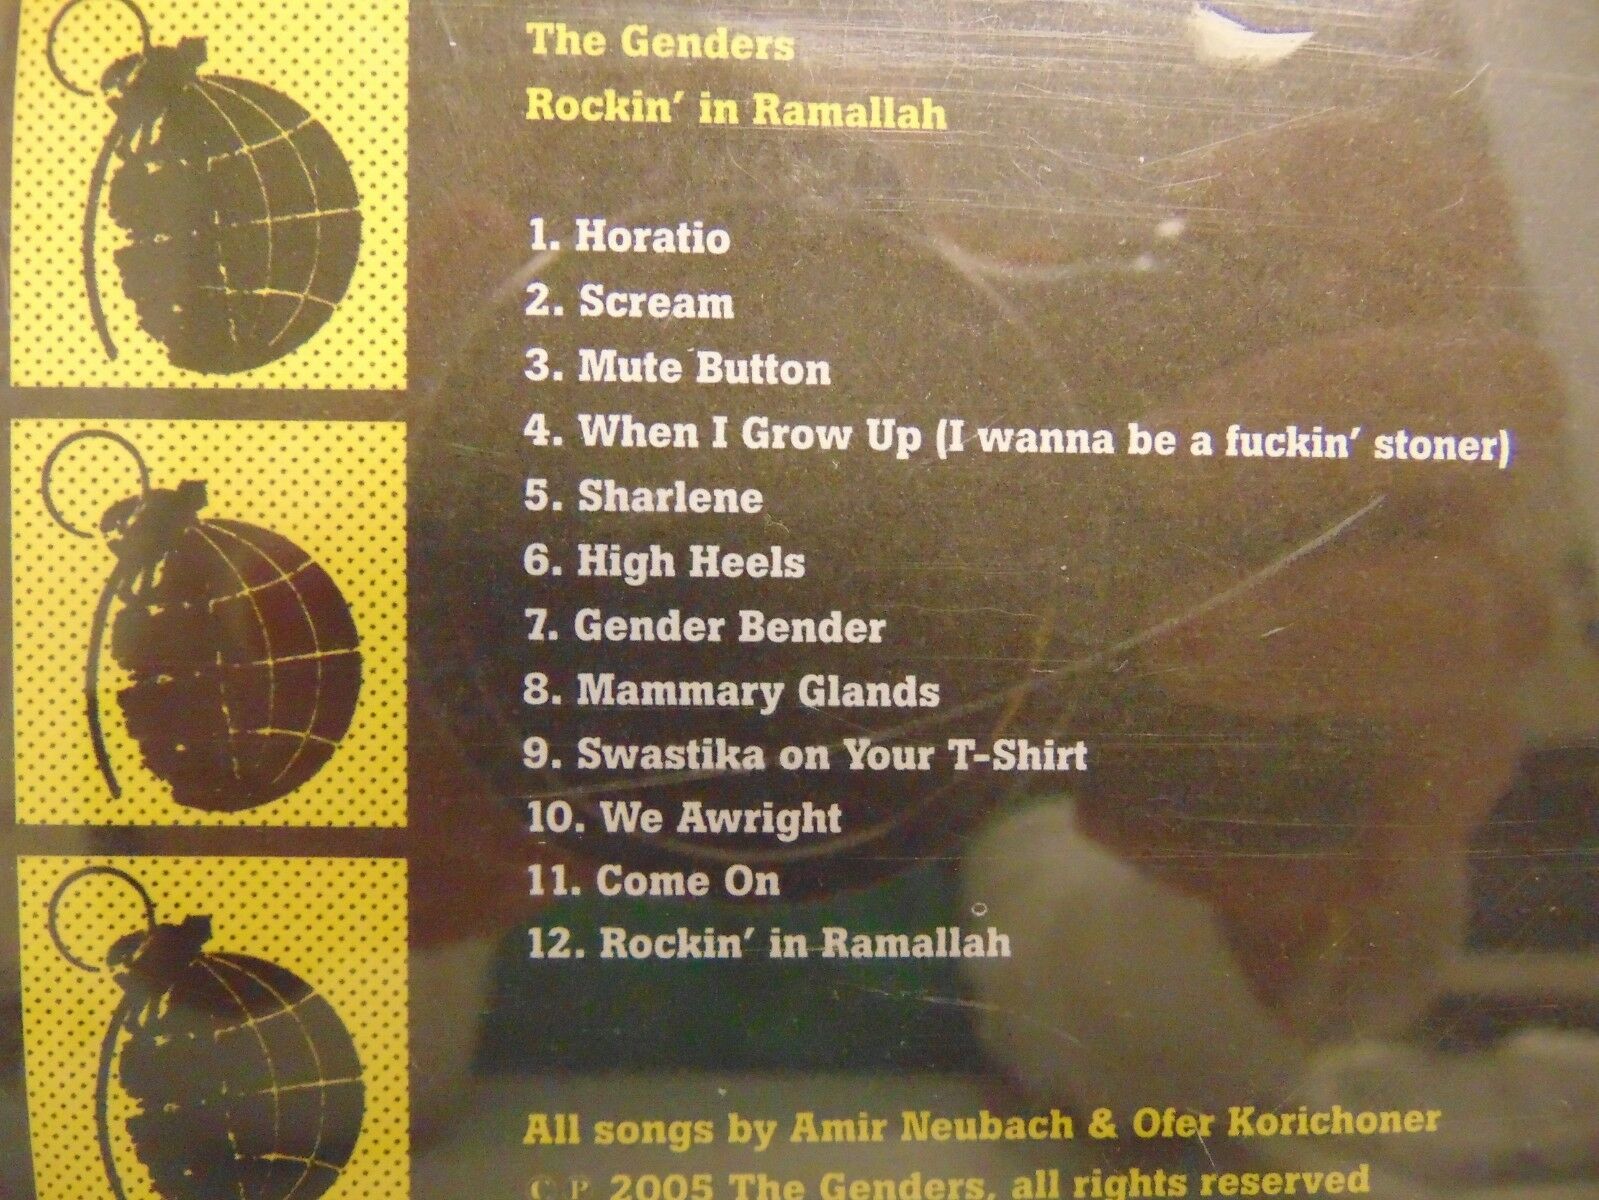 The Genders
Rockin' in Ramallah
1. Horatio
2. Scream
3. Mute Button
4. When I Grow Up (I wanna be a fuckin' stoner)
5. Sharlene
6. High Heels
7. Gender Bender
8. Mammary Glands
9. Swastika on Your T-Shirt
10. We Awright
11. Come On
12. Rockin' in Ramallah
All songs by Amir Neubach & Ofer Korichoner
C P 2005 The Genders, all rights reserved